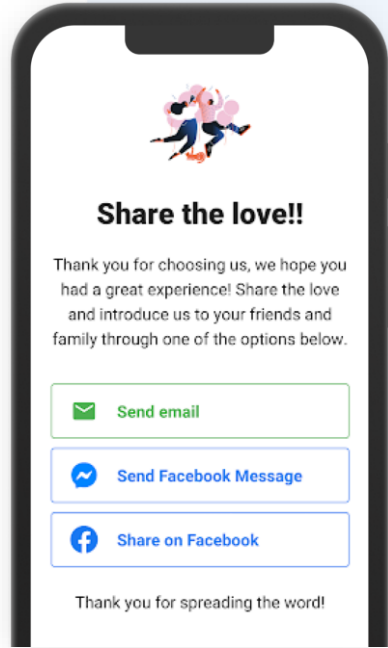 Share the love!!
Thank you for choosing us, we hope you
had a great experience! Share the love
and introduce us to your friends and
family through one of the options below.
Send email
Send Facebook Message
Share on Facebook
Thank you for spreading the word!